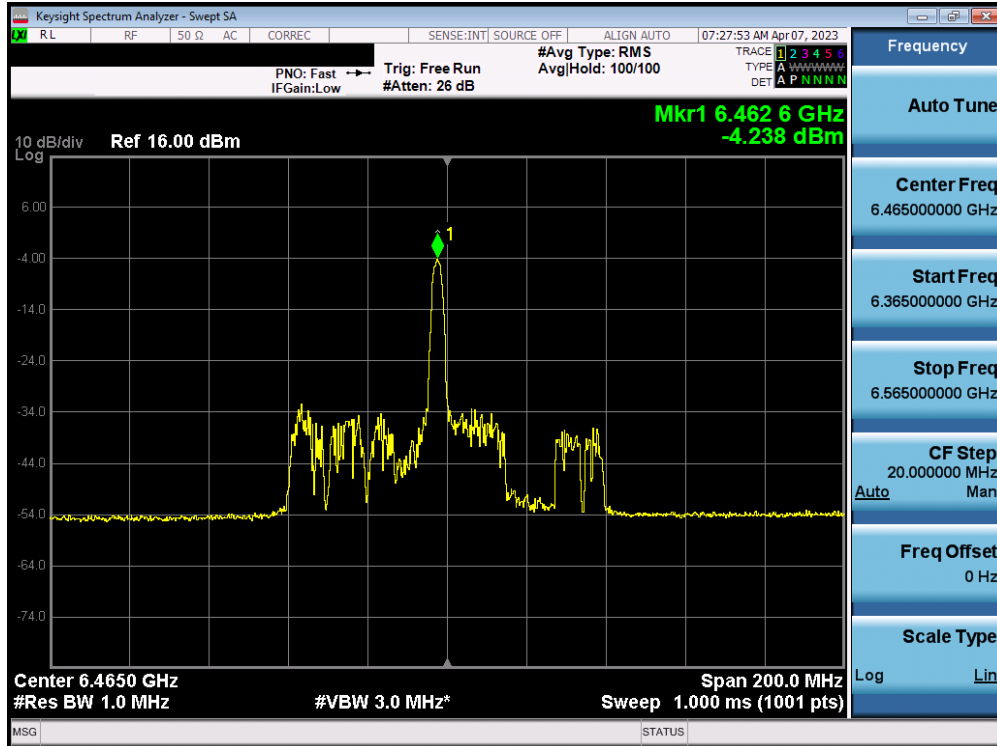 Keysight Spectrum Analyzer - Swept SA
LXI RL RF 50 Ω AC CORREC SENSE:INT SOURCE OFF ALIGN AUTO 07:27:53 AM Apr 07, 2023
PNO: Fast Trig: Free Run #Avg Type: RMS TRACE 1 2 3 4 5 6
IFGain:Low #Atten: 26 dB Avg|Hold: 100/100 TYPE A WWWWW
DET A P N N N N
Mkr1 6.462 6 GHz
-4.238 dBm
10 dB/div Ref 16.00 dBm
Log
6.00
1
-4.00
-14.0
-24.0
-34.0
-44.0
-54.0
-64.0
-74.0
Center 6.4650 GHz Span 200.0 MHz
#Res BW 1.0 MHz #VBW 3.0 MHz* Sweep 1.000 ms (1001 pts)
MSG STATUS
Frequency
Auto Tune
Center Freq
6.465000000 GHz
Start Freq
6.365000000 GHz
Stop Freq
6.565000000 GHz
CF Step
20.000000 MHz
Auto Man
Freq Offset
0 Hz
Scale Type
Log Lin